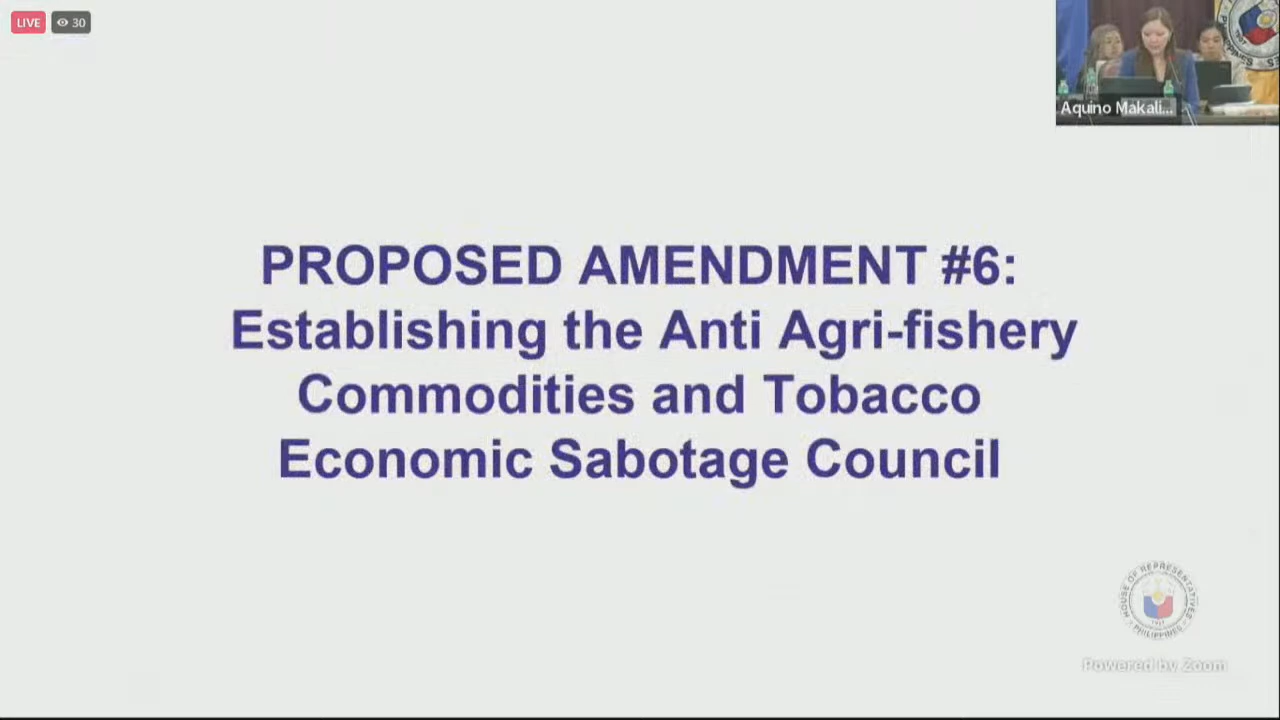 LIVE 30
Aquino Makali...
PROPOSED AMENDMENT #6:
Establishing the Anti Agri-fishery
Commodities and Tobacco
Economic Sabotage Council
HOUSE OF REPRESENTATIVES
PHILIPPINES
Powered by Zoom